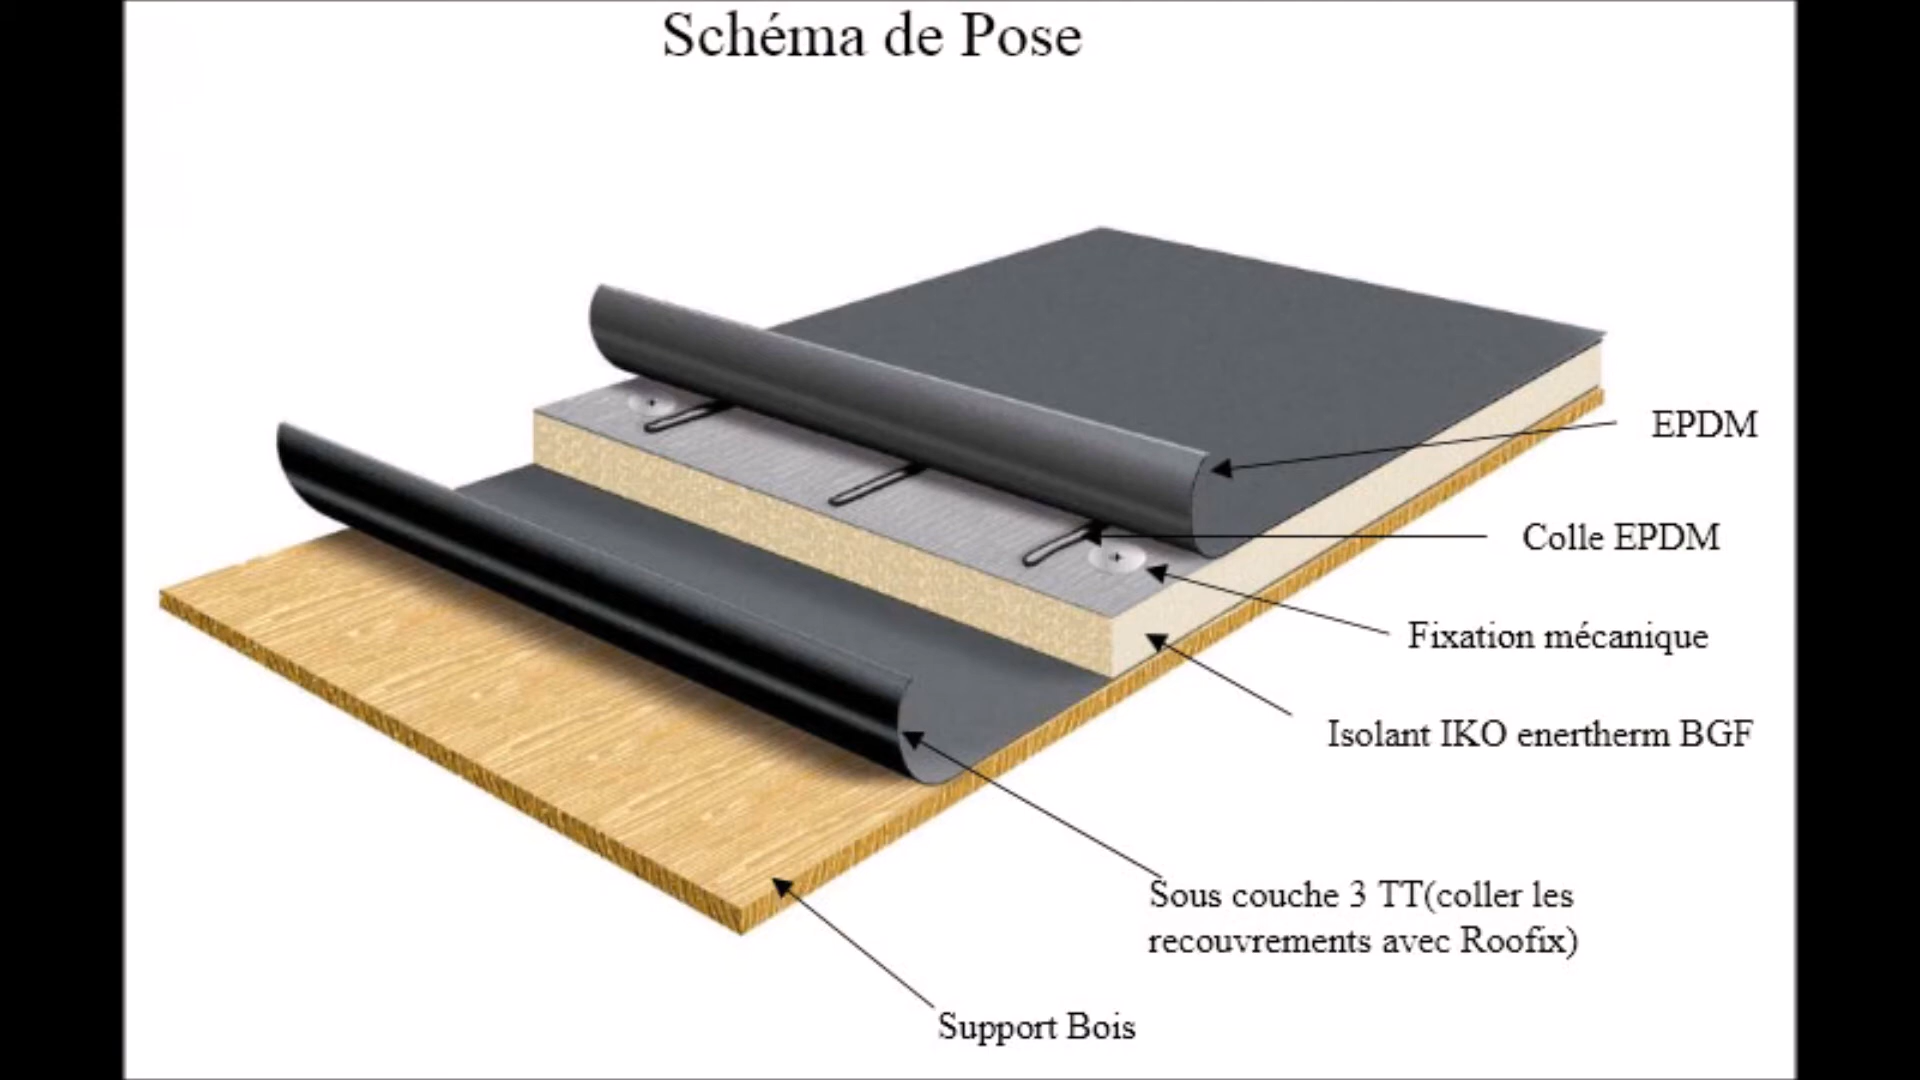 Schéma de Pose
EPDM
Colle EPDM
Fixation mécanique
Isolant IKO enertherm BGF
Sous couche 3 TT(coller les
recouvrements avec Roofix)
Support Bois